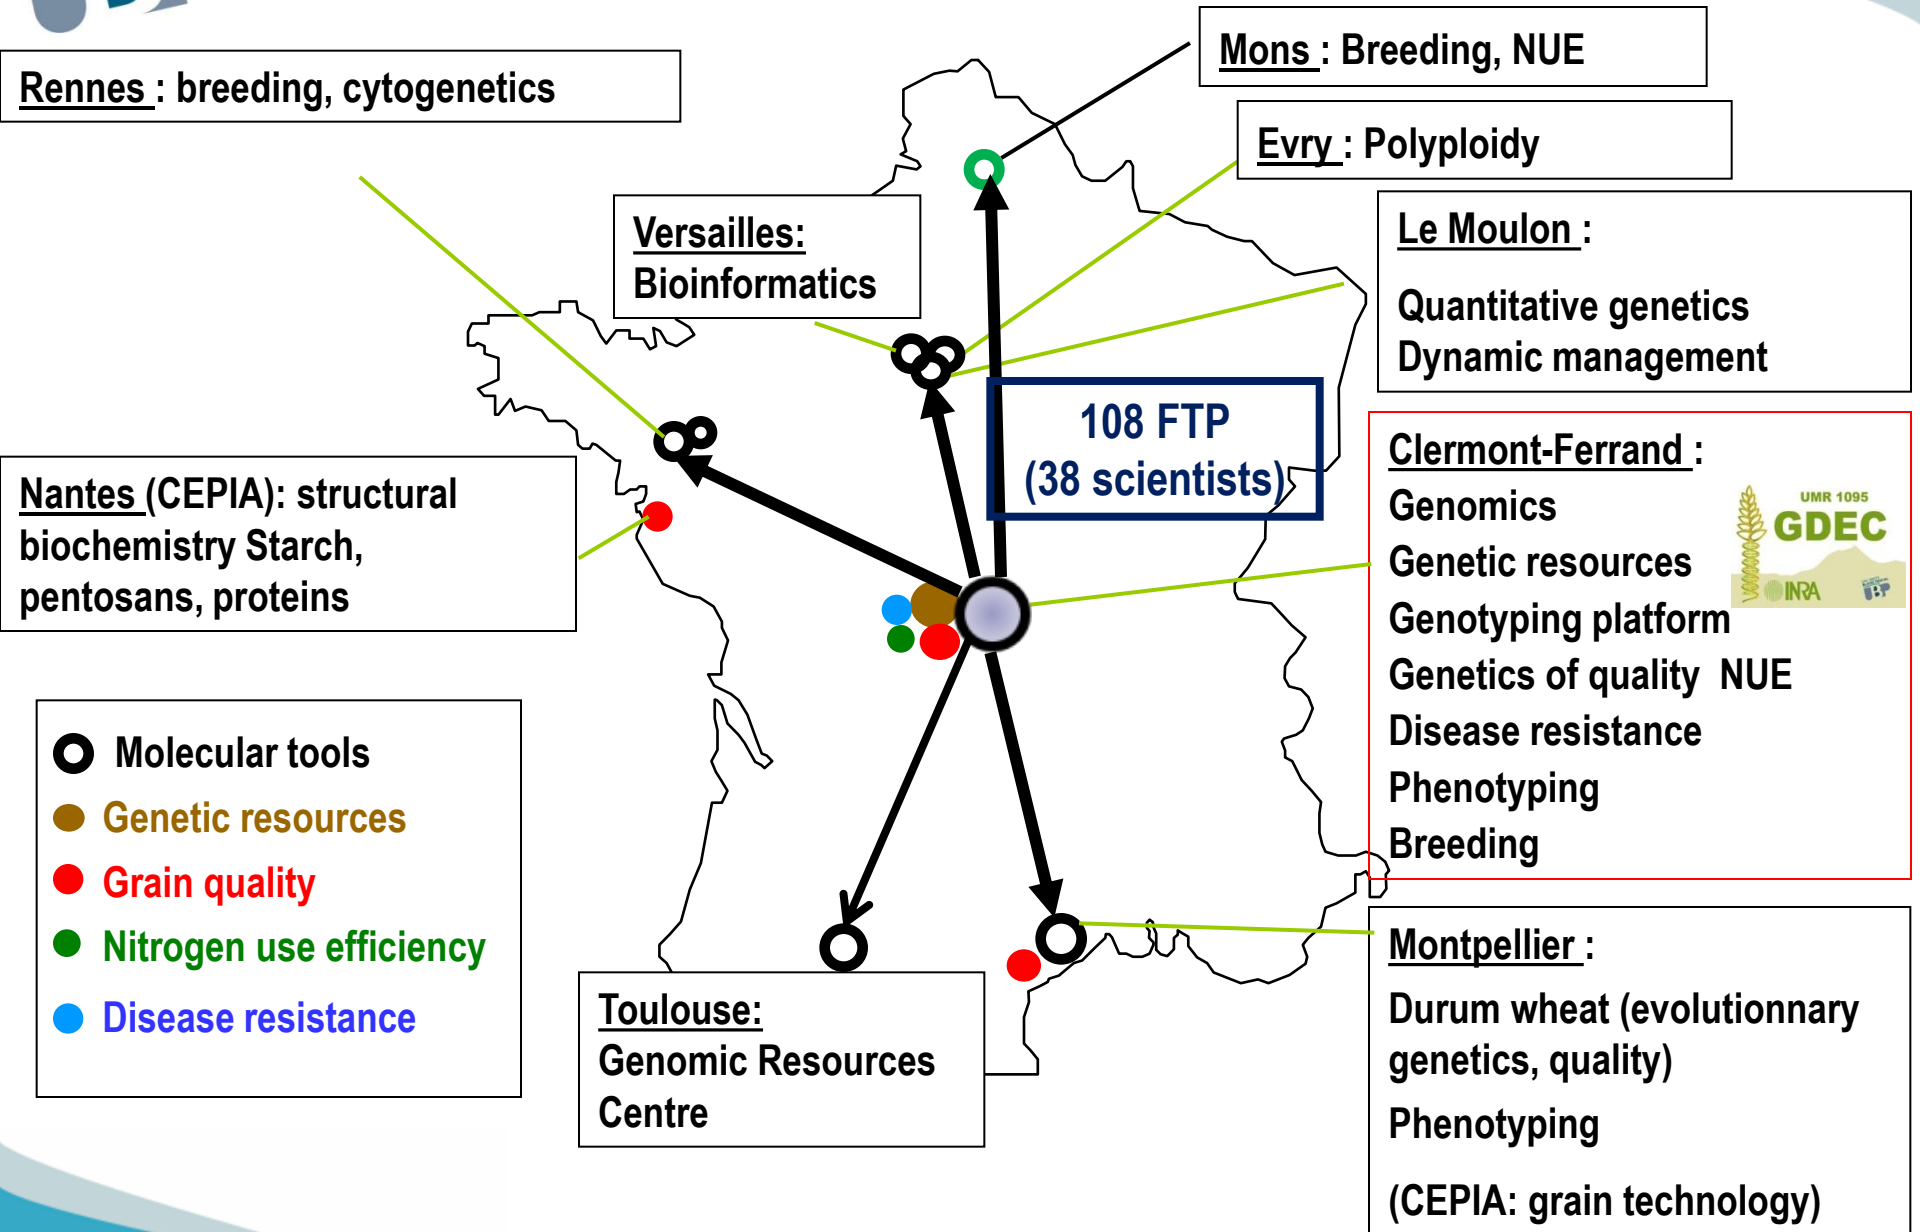 Rennes : breeding, cytogenetics
Mons : Breeding, NUE
Evry : Polyploidy
Versailles:
Bioinformatics
Le Moulon :
Quantitative genetics
Dynamic management
108 FTP
(38 scientists)
Nantes (CEPIA): structural
biochemistry Starch,
pentosans, proteins
Clermont-Ferrand :
Genomics
Genetic resources
Genotyping platform
Genetics of quality NUE
Disease resistance
Phenotyping
Breeding
UMR 1095
GDEC
INRA
Molecular tools
Genetic resources
Grain quality
Nitrogen use efficiency
Disease resistance
Toulouse:
Genomic Resources
Centre
Montpellier :
Durum wheat (evolutionnary
genetics, quality)
Phenotyping
(CEPIA: grain technology)